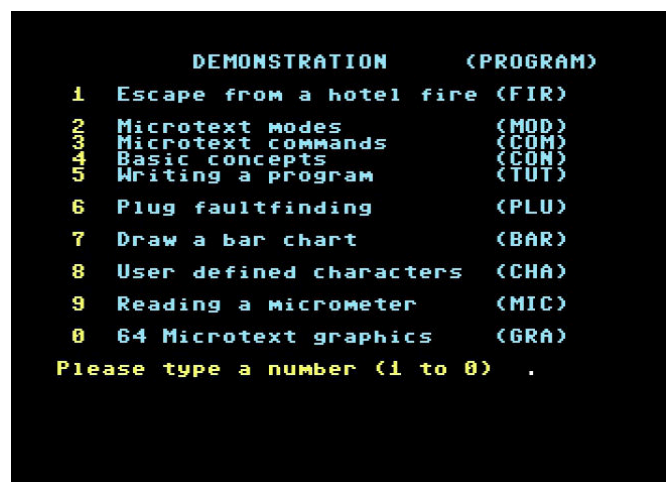 DEMONSTRATION (PROGRAM)
1 Escape from a hotel fire (FIR)
2 Microtext modes (MOD)
3 Microtext commands (COM)
4 Basic concepts (CON)
5 Writing a program (TUT)
6 Plug faultfinding (PLU)
7 Draw a bar chart (BAR)
8 User defined characters (CHA)
9 Reading a micrometer (MIC)
0 64 Microtext graphics (GRA)
Please type a number (1 to 0) .